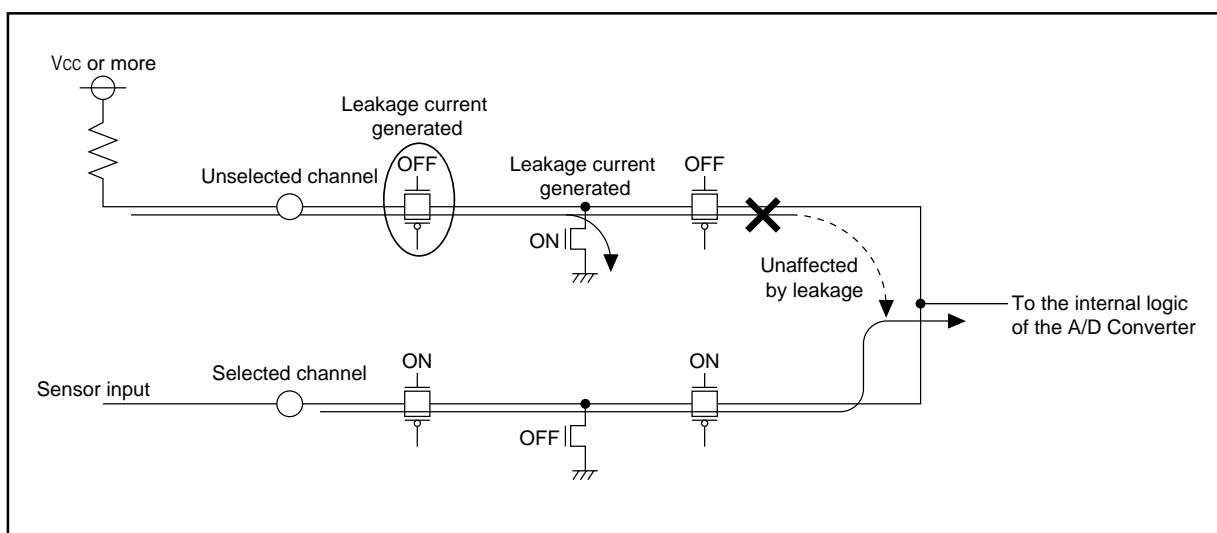 VCC or more
Leakage current
generated
OFF
Unselected channel
Leakage current
generated
OFF
ON
Unaffected
by leakage
To the internal logic
of the A/D Converter
Sensor input
Selected channel
ON
ON
OFF